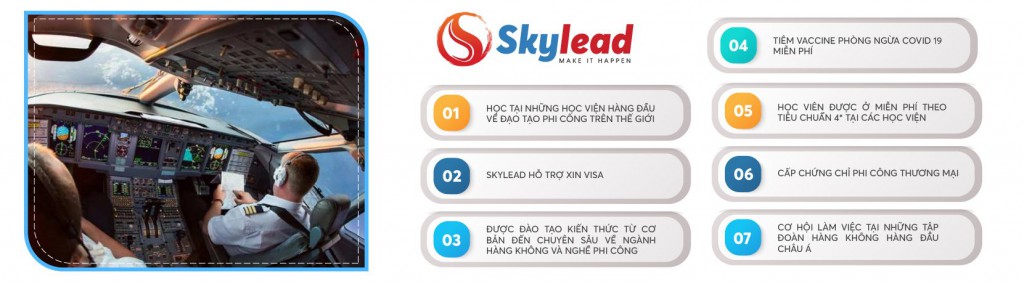 Skylead
MAKE IT HAPPEN
01
HỌC TẠI NHỮNG HỌC VIỆN HÀNG ĐẦU
VỀ ĐẠO TẠO PHI CÔNG TRÊN THẾ GIỚI
02
SKYLEAD HỖ TRỢ XIN VISA
03
ĐƯỢC ĐÀO TẠO KIẾN THỨC TỪ CƠ
BẢN ĐẾN CHUYÊN SÂU VỀ NGÀNH
HÀNG KHÔNG VÀ NGHỀ PHI CÔNG
04
TIÊM VACCINE PHÒNG NGỪA COVID 19
MIỄN PHÍ
05
HỌC VIÊN ĐƯỢC Ở MIỄN PHÍ THEO
TIÊU CHUẨN 4* TẠI CÁC HỌC VIỆN
06
CẤP CHỨNG CHỈ PHI CÔNG THƯƠNG MẠI
07
CƠ HỘI LÀM VIỆC TẠI NHỮNG TẬP
ĐOÀN HÀNG KHÔNG HÀNG ĐẦU
CHÂU Á